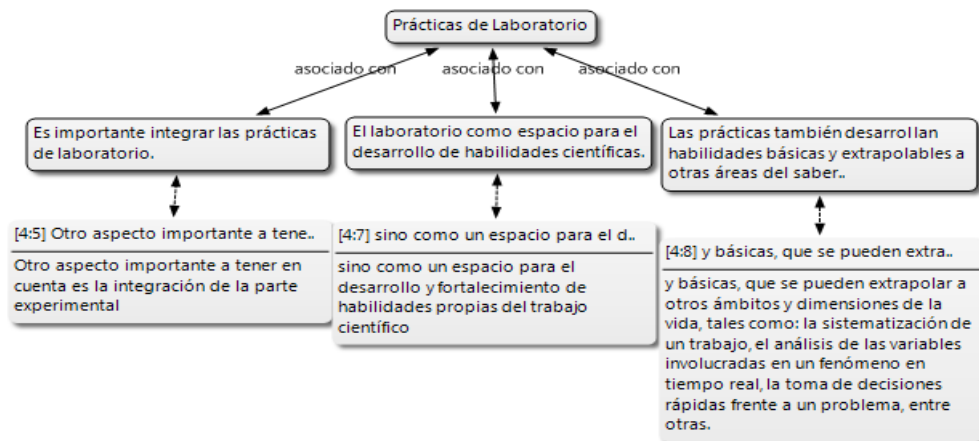 Prácticas de Laboratorio
asociado con
asociado con
asociado con
Es importante integrar las prácticas
de laboratorio.
El laboratorio como espacio para el
desarrollo de habilidades científicas.
Las prácticas también desarrollan
habilidades básicas y extrapolables a
otras áreas del saber..
[4:5] Otro aspecto importante a tene..
Otro aspecto importante a tener en
cuenta es la integración de la parte
experimental
[4:7] sino como un espacio para el d..
sino como un espacio para el
desarrollo y fortalecimiento de
habilidades propias del trabajo
científico
[4:8] y básicas, que se pueden extra..
y básicas, que se pueden extrapolar a
otros ámbitos y dimensiones de la
vida, tales como: la sistematización de
un trabajo, el análisis de las variables
involucradas en un fenómeno en
tiempo real, la toma de decisiones
rápidas frente a un problema, entre
otras.